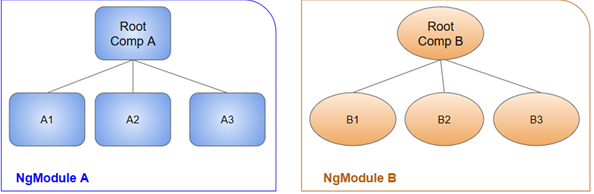 Root
Comp A
A1
A2
A3
NgModule A
Root
Comp B
B1
B2
B3
NgModule B